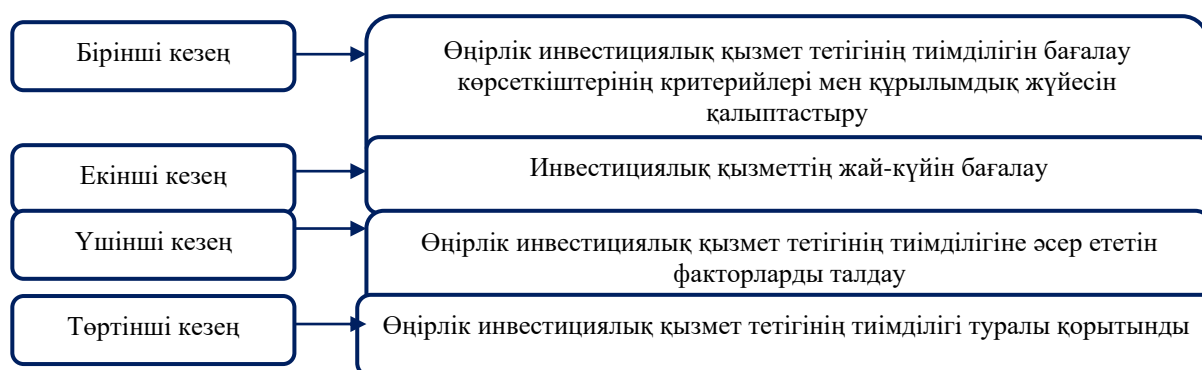 Бірінші кезең
Өңірлік инвестициялық қызмет тетігінің тиімділігін бағалау
көрсеткіштерінің критерийлері мен құрылымдық жүйесін
қалыптастыру
Екінші кезең
Инвестициялық қызметтің жай-күйін бағалау
Үшінші кезең
Өңірлік инвестициялық қызмет тетігінің тиімділігіне әсер ететін
факторларды талдау
Төртінші кезең
Өңірлік инвестициялық қызмет тетігінің тиімділігі туралы қорытынды